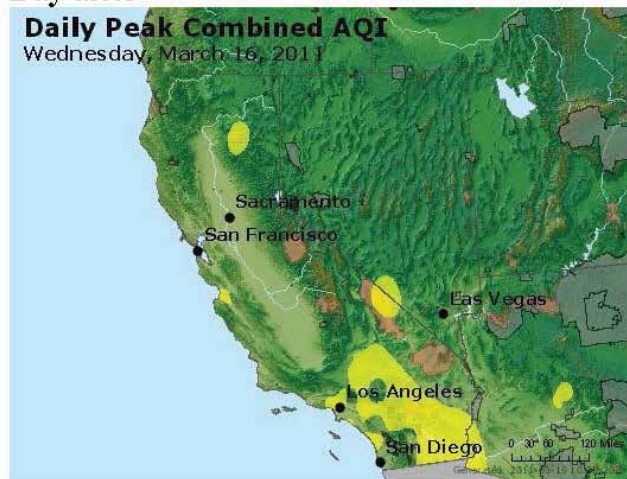 Daily Peak Combined AQI
Wednesday, March 16, 2011
Sacramento
San Francisco
Las Vegas
Los Angeles
San Diego
0 30 60 120 Miles
Generated: